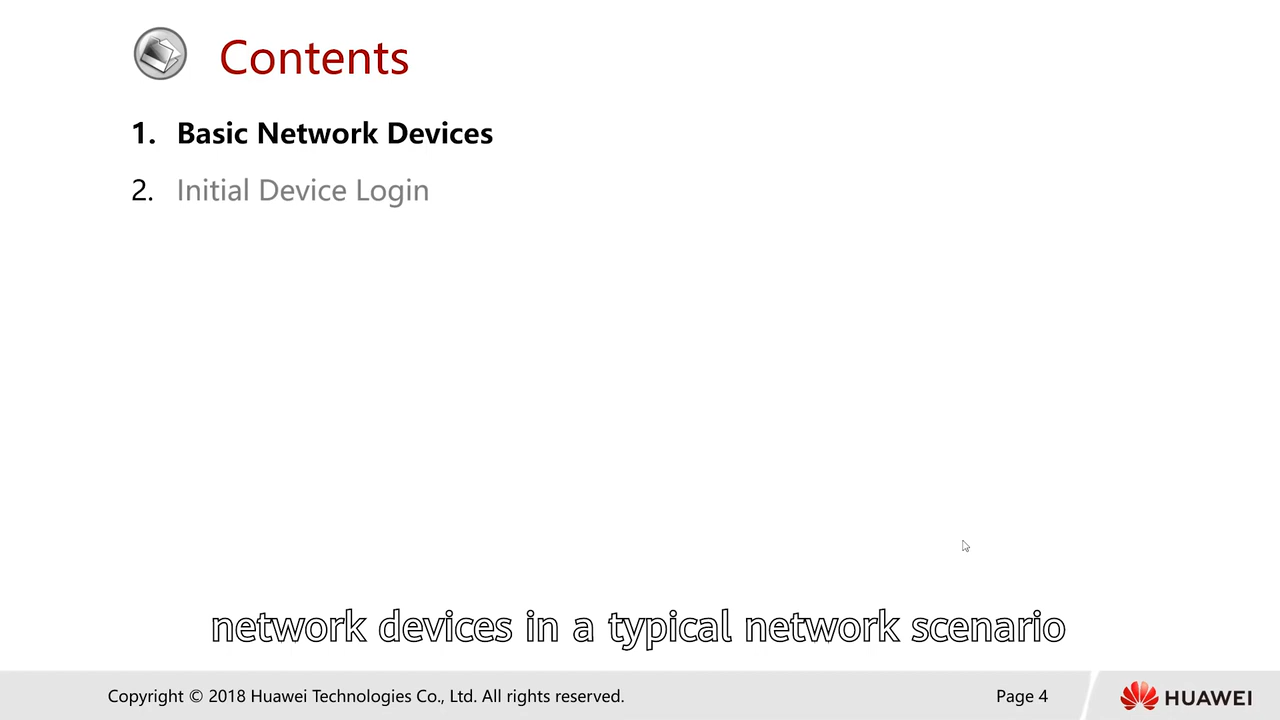 Contents
1. Basic Network Devices
2. Initial Device Login
network devices in a typical network scenario
Copyright © 2018 Huawei Technologies Co., Ltd. All rights reserved.
Page 4
HUAWEI